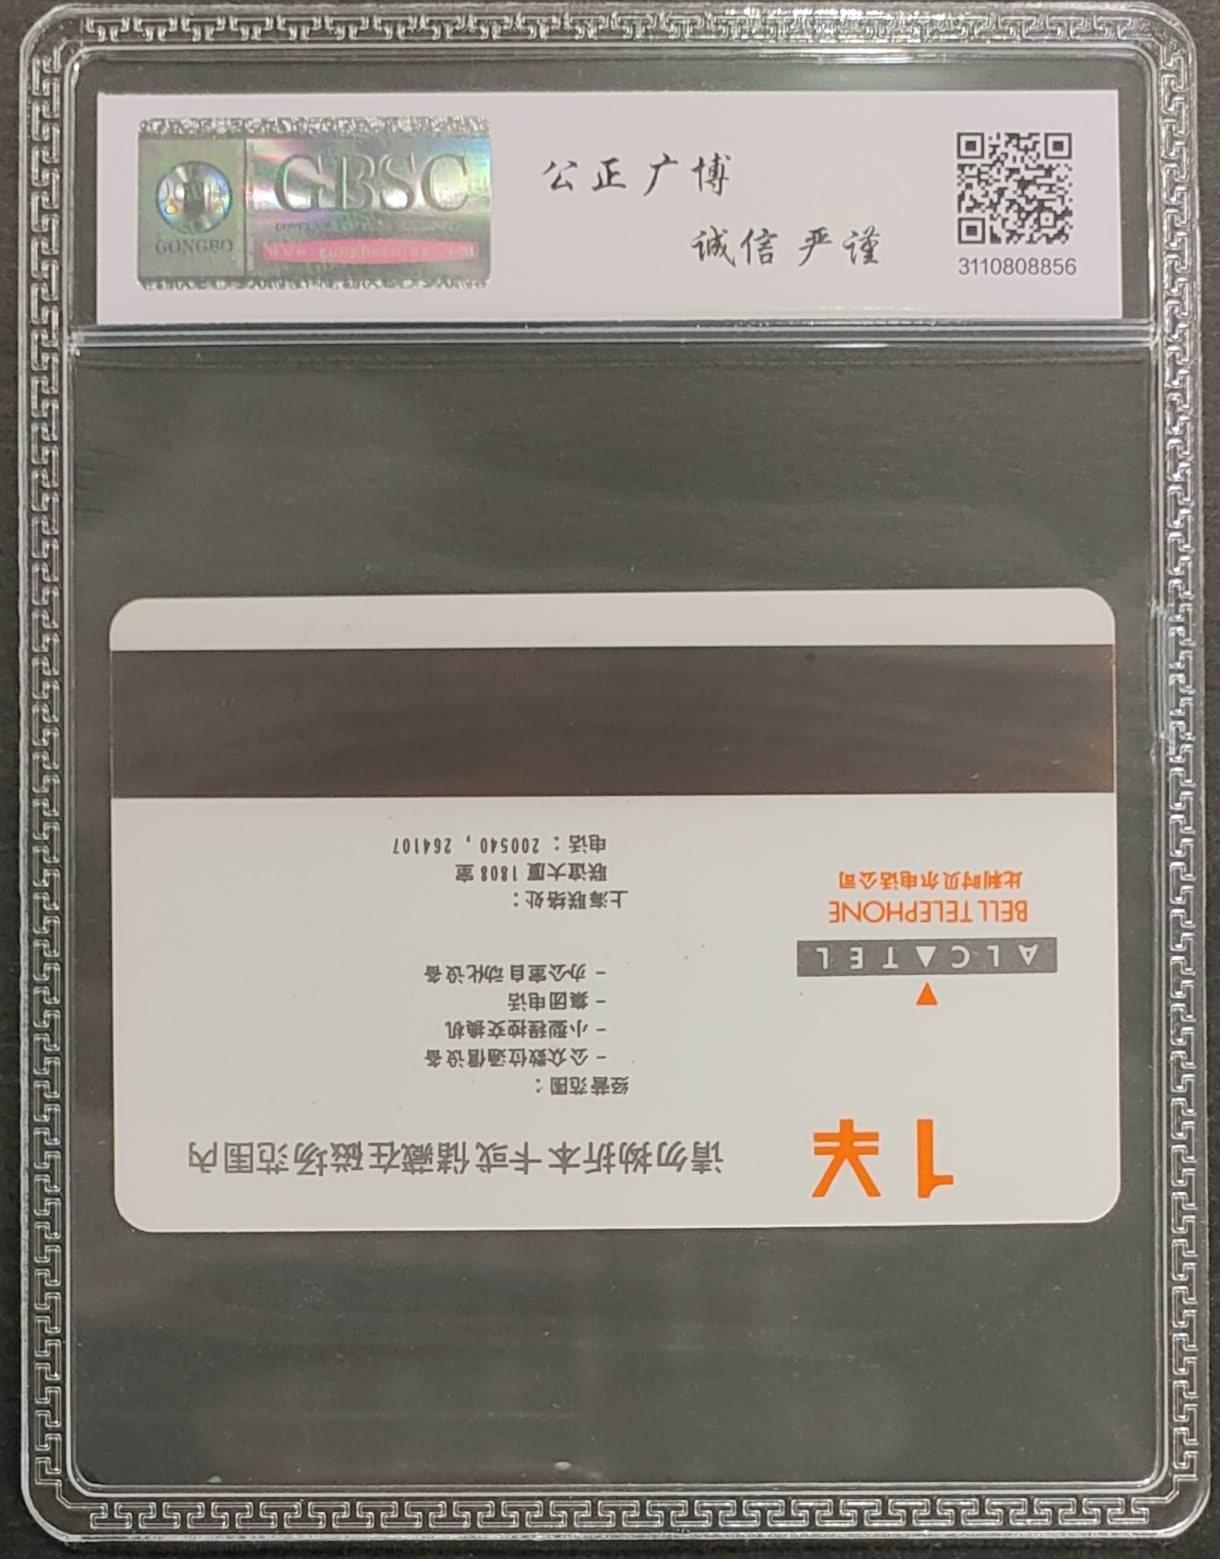 GBSC
GONGBO
公正广博
诚信严谨
3110808856
1关
请勿拗折本卡或储藏在磁场范围内
经营范围：
- 公众数位通信设备
- 小型程控交换机
- 集团电话
- 办公室自动化设备
ALCATEL
BELL TELEPHONE
比利时贝尔电话公司
上海联络处：
联谊大厦 1808 室
电话： 200540 , 264107